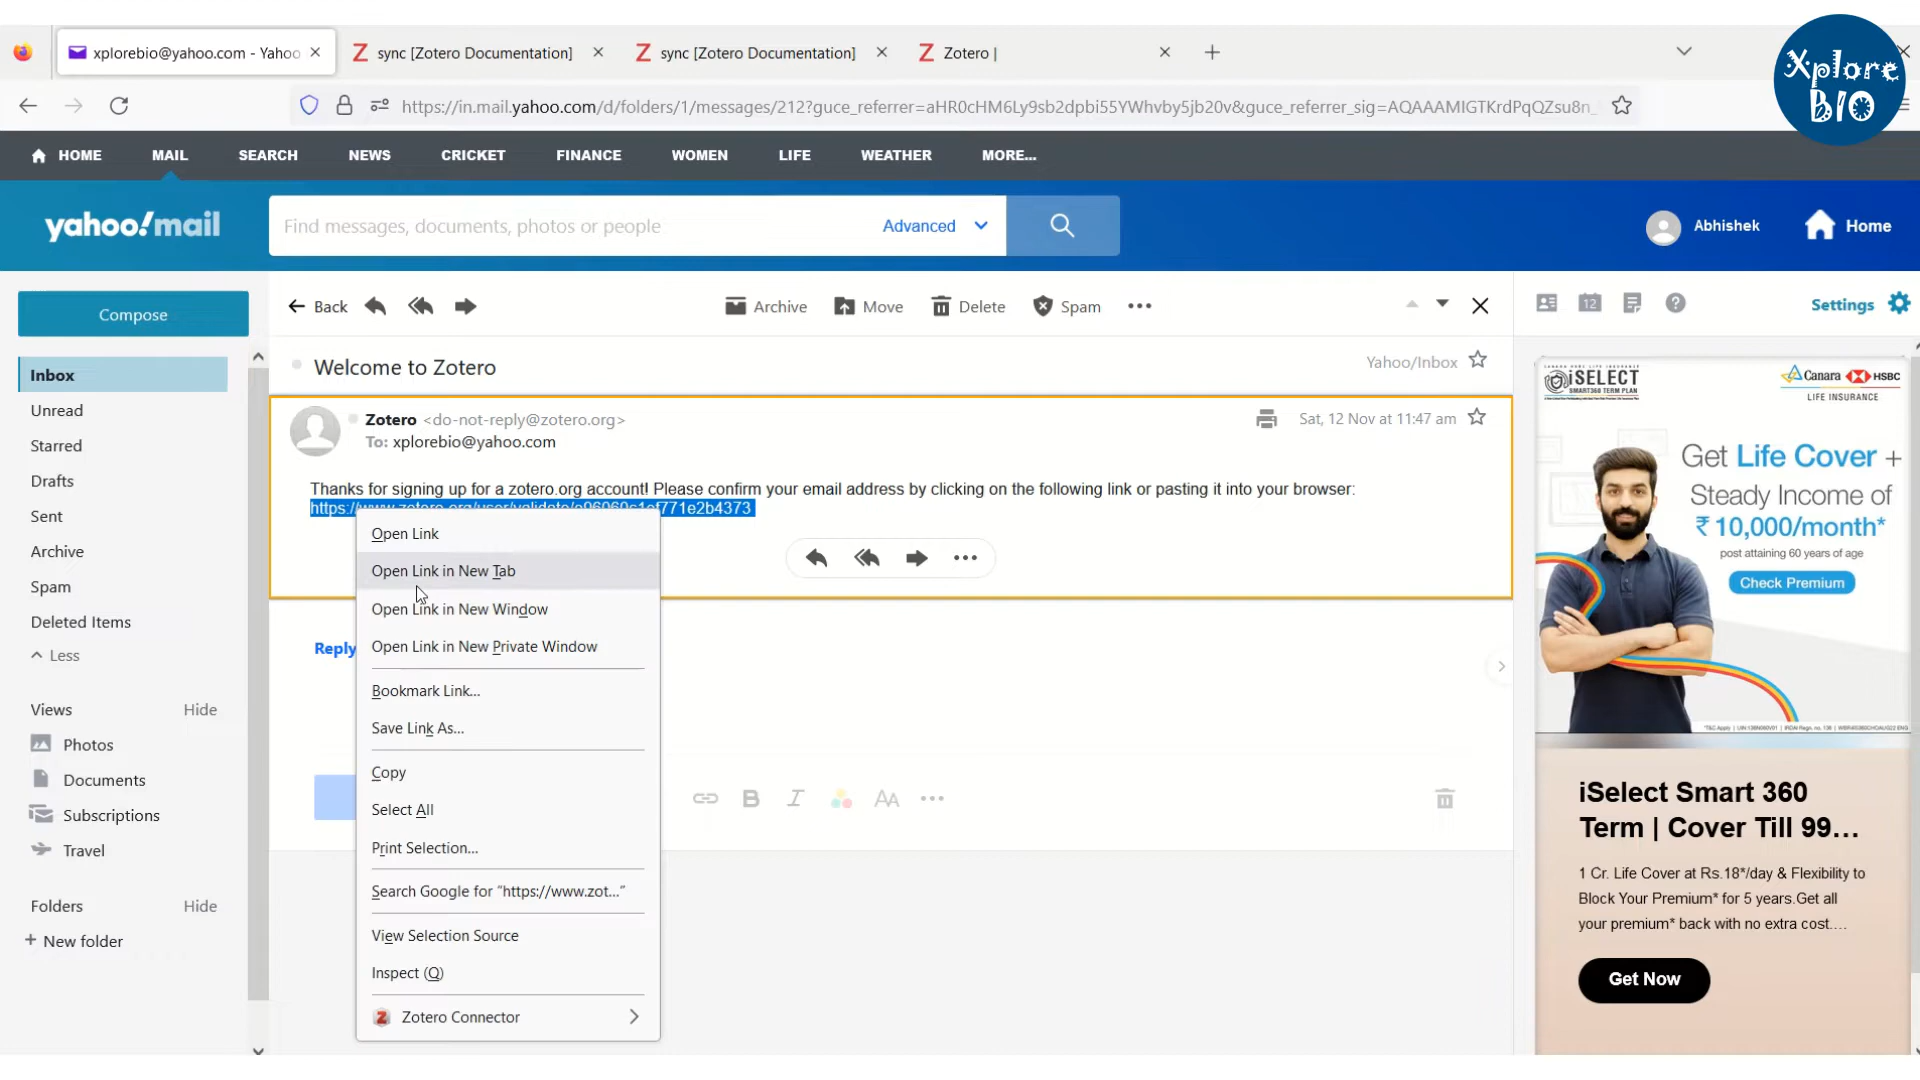 xplorebio@yahoo.com - Yahoo
sync [Zotero Documentation]
sync [Zotero Documentation]
Zotero |
Xplore
BIO
https://in.mail.yahoo.com/d/folders/1/messages/212?guce_referrer=aHR0cHM6Ly9sb2dpbi55YWhvby5jb20v&guce_referrer_sig=AQAAAMIGTKrdPqQZsu8n_
HOME
MAIL
SEARCH
NEWS
CRICKET
FINANCE
WOMEN
LIFE
WEATHER
MORE...
yahoo!mail
Find messages, documents, photos or people
Advanced
Abhishek
Home
Compose
Back
Archive
Move
Delete
Spam
12
Settings
Inbox
Unread
Starred
Drafts
Sent
Archive
Spam
Deleted Items
Less
Views Hide
Photos
Documents
Subscriptions
Travel
Folders Hide
+ New folder
Welcome to Zotero
Yahoo/Inbox
Zotero <do-not-reply@zotero.org>
Sat, 12 Nov at 11:47 am
To: xplorebio@yahoo.com
Thanks for signing up for a zotero.org account! Please confirm your email address by clicking on the following link or pasting it into your browser:
Open Link
Open Link in New Tab
Open Link in New Window
Open Link in New Private Window
Bookmark Link...
Save Link As...
Copy
Select All
Print Selection...
Search Google for "https://www.zot..."
View Selection Source
Inspect (Q)
Zotero Connector
Reply
iSELECT
SMART360 TERM PLAN
Canara HSBC
LIFE INSURANCE
Get Life Cover +
Steady Income of
₹10,000/month*
post attaining 60 years of age
Check Premium
iSelect Smart 360
Term | Cover Till 99...
1 Cr. Life Cover at Rs.18*/day & Flexibility to
Block Your Premium* for 5 years.Get all
your premium* back with no extra cost....
Get Now